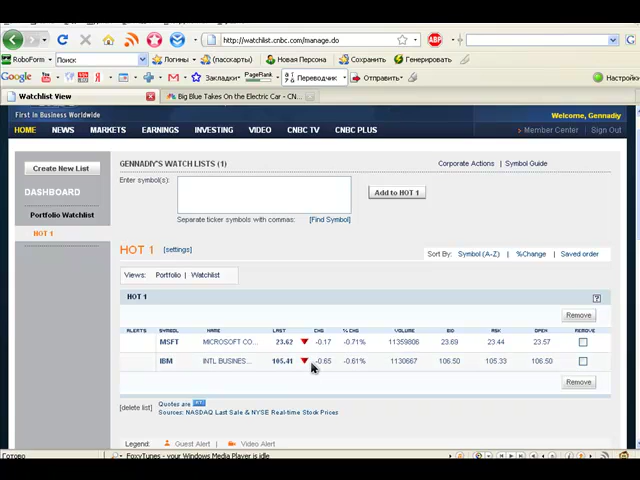 http://watchlist.cnbc.com/manage.do
RoboForm Поиск Логины (пасскарты) Новая Персона Сохранить Генерировать
Google PageRank Закладки Переводчик Отправить Настройк
Watchlist View Big Blue Takes On the Electric Car - CN...
First in Business Worldwide Welcome, Gennadiy
HOME NEWS MARKETS EARNINGS INVESTING VIDEO CNBC TV CNBC PLUS Member Center | Sign Out
Create New List GENNADIY'S WATCH LISTS (1) Corporate Actions | Symbol Guide
DASHBOARD Enter symbol(s): Add to HOT 1
Portfolio Watchlist Separate ticker symbols with commas: [Find Symbol]
HOT 1
HOT 1 [settings] Sort By: Symbol (A-Z) | %Change | Saved order
Views: Portfolio | Watchlist
HOT 1 ?
Remove
ALERTS SYMBOL NAME LAST CHG % CHG VOLUME BID ASK OPEN REMOVE
MSFT MICROSOFT CO... 23.62 -0.17 -0.71% 11359806 23.69 23.44 23.57
IBM INTL BUSINES... 105.41 -0.65 -0.61% 1130667 106.50 105.33 106.50
Remove
[delete list] Quotes are
Sources: NASDAQ Last Sale & NYSE Real-time Stock Prices
Legend: Guest Alert | Video Alert
Готово FoxyTunes - your Windows Media Player is idle